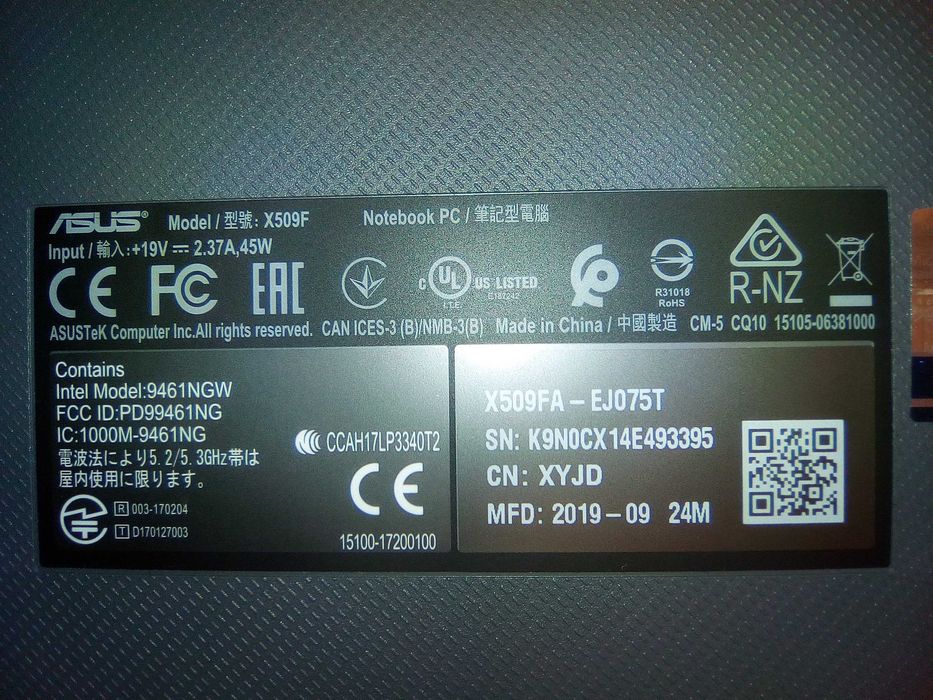 ASUS® Model / 型號: X509F Notebook PC / 筆記型電腦
Input / 輸入:+19V⎓ 2.37A,45W
CE FC EAC C UL US LISTED R-NZ
I.T.E. E187242 R31018
RoHS
ASUSTeK Computer Inc.All rights reserved. CAN ICES-3 (B)/NMB-3(B) Made in China / 中國製造 CM-5 CQ10 15105-06381000
Contains
Intel Model:9461NGW
FCC ID:PD99461NG
IC:1000M-9461NG
電波法により5.2/5.3GHz帯は
屋内使用に限ります。
R 003-170204
T D170127003
CCAH17LP3340T2
CE
15100-17200100
X509FA－EJ075T
SN: K9N0CX14E493395
CN: XYJD
MFD: 2019－09 24M